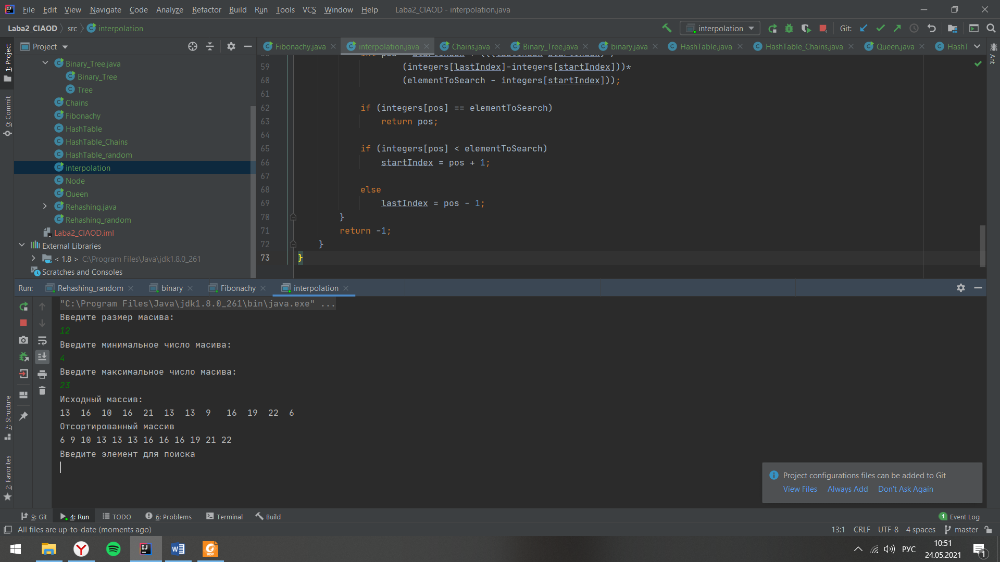 File Edit View Navigate Code Analyze Refactor Build Run Tools VCS Window Help Laba2_CIAOD - interpolation.java
Laba2_CIAOD src interpolation
interpolation Git:
Project
Fibonachy.java interpolation.java Chains.java Binary_Tree.java binary.java HashTable.java HashTable_Chains.java Queen.java HashT
1: Project
0: Commit
7: Structure
2: Favorites
Ant
Binary_Tree.java
Binary_Tree
Tree
Chains
Fibonachy
HashTable
HashTable_Chains
HashTable_random
interpolation
Node
Queen
Rehashing.java
Rehashing_random
Laba2_CIAOD.iml
External Libraries
< 1.8 > C:\Program Files\Java\jdk1.8.0_261
Scratches and Consoles
59 (integers[lastIndex]-integers[startIndex]))*
60 (elementToSearch - integers[startIndex]));
61
62 if (integers[pos] == elementToSearch)
63 return pos;
64
65 if (integers[pos] < elementToSearch)
66 startIndex = pos + 1;
67
68 else
69 lastIndex = pos - 1;
70 }
71 return -1;
72 }
73 }
Run: Rehashing_random binary Fibonachy interpolation
"C:\Program Files\Java\jdk1.8.0_261\bin\java.exe" ...
Введите размер масива:
12
Введите минимальное число масива:
4
Введите максимальное число масива:
23
Исходный массив:
13 16 10 16 21 13 13 9 16 19 22 6
Отсортированный массив
6 9 10 13 13 13 16 16 16 19 21 22
Введите элемент для поиска
Project configurations files can be added to Git
View Files Always Add Don't Ask Again
9: Git 4: Run TODO 6: Problems Terminal Build 1 Event Log
All files are up-to-date (moments ago) 13:1 CRLF UTF-8 4 spaces master
РУС
10:51
24.05.2021
1